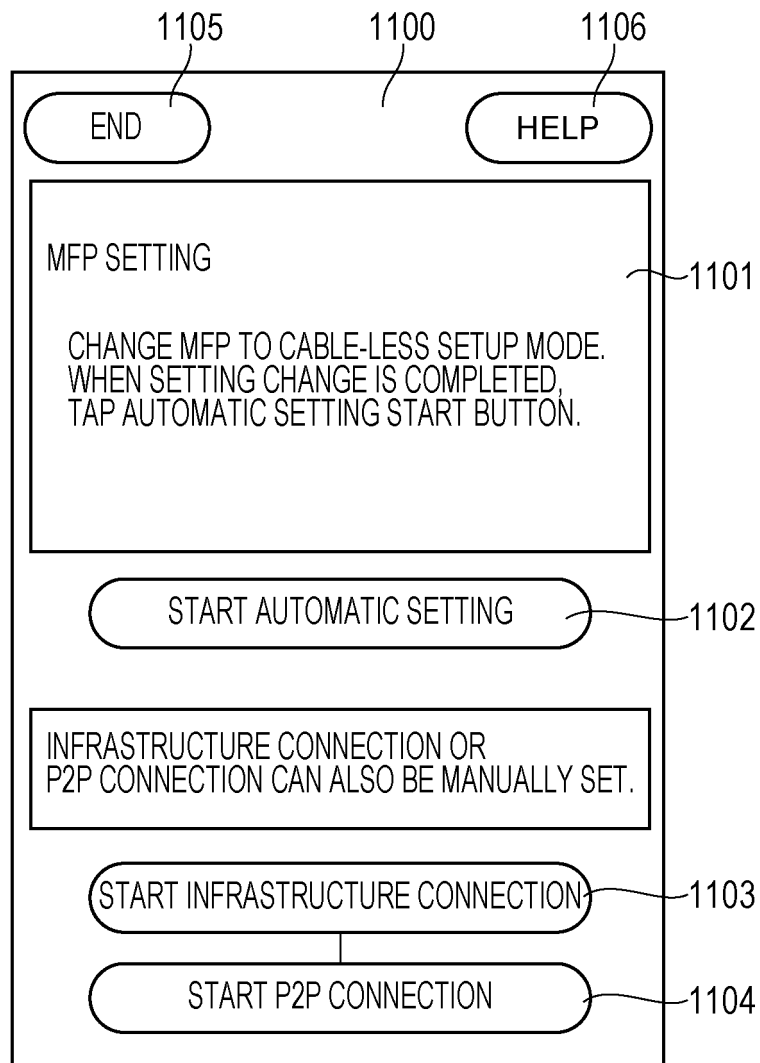 1105 1100 1106
END HELP
MFP SETTING
1101
CHANGE MFP TO CABLE-LESS SETUP MODE.
WHEN SETTING CHANGE IS COMPLETED,
TAP AUTOMATIC SETTING START BUTTON.
START AUTOMATIC SETTING 1102
INFRASTRUCTURE CONNECTION OR
P2P CONNECTION CAN ALSO BE MANUALLY SET.
START INFRASTRUCTURE CONNECTION 1103
START P2P CONNECTION 1104